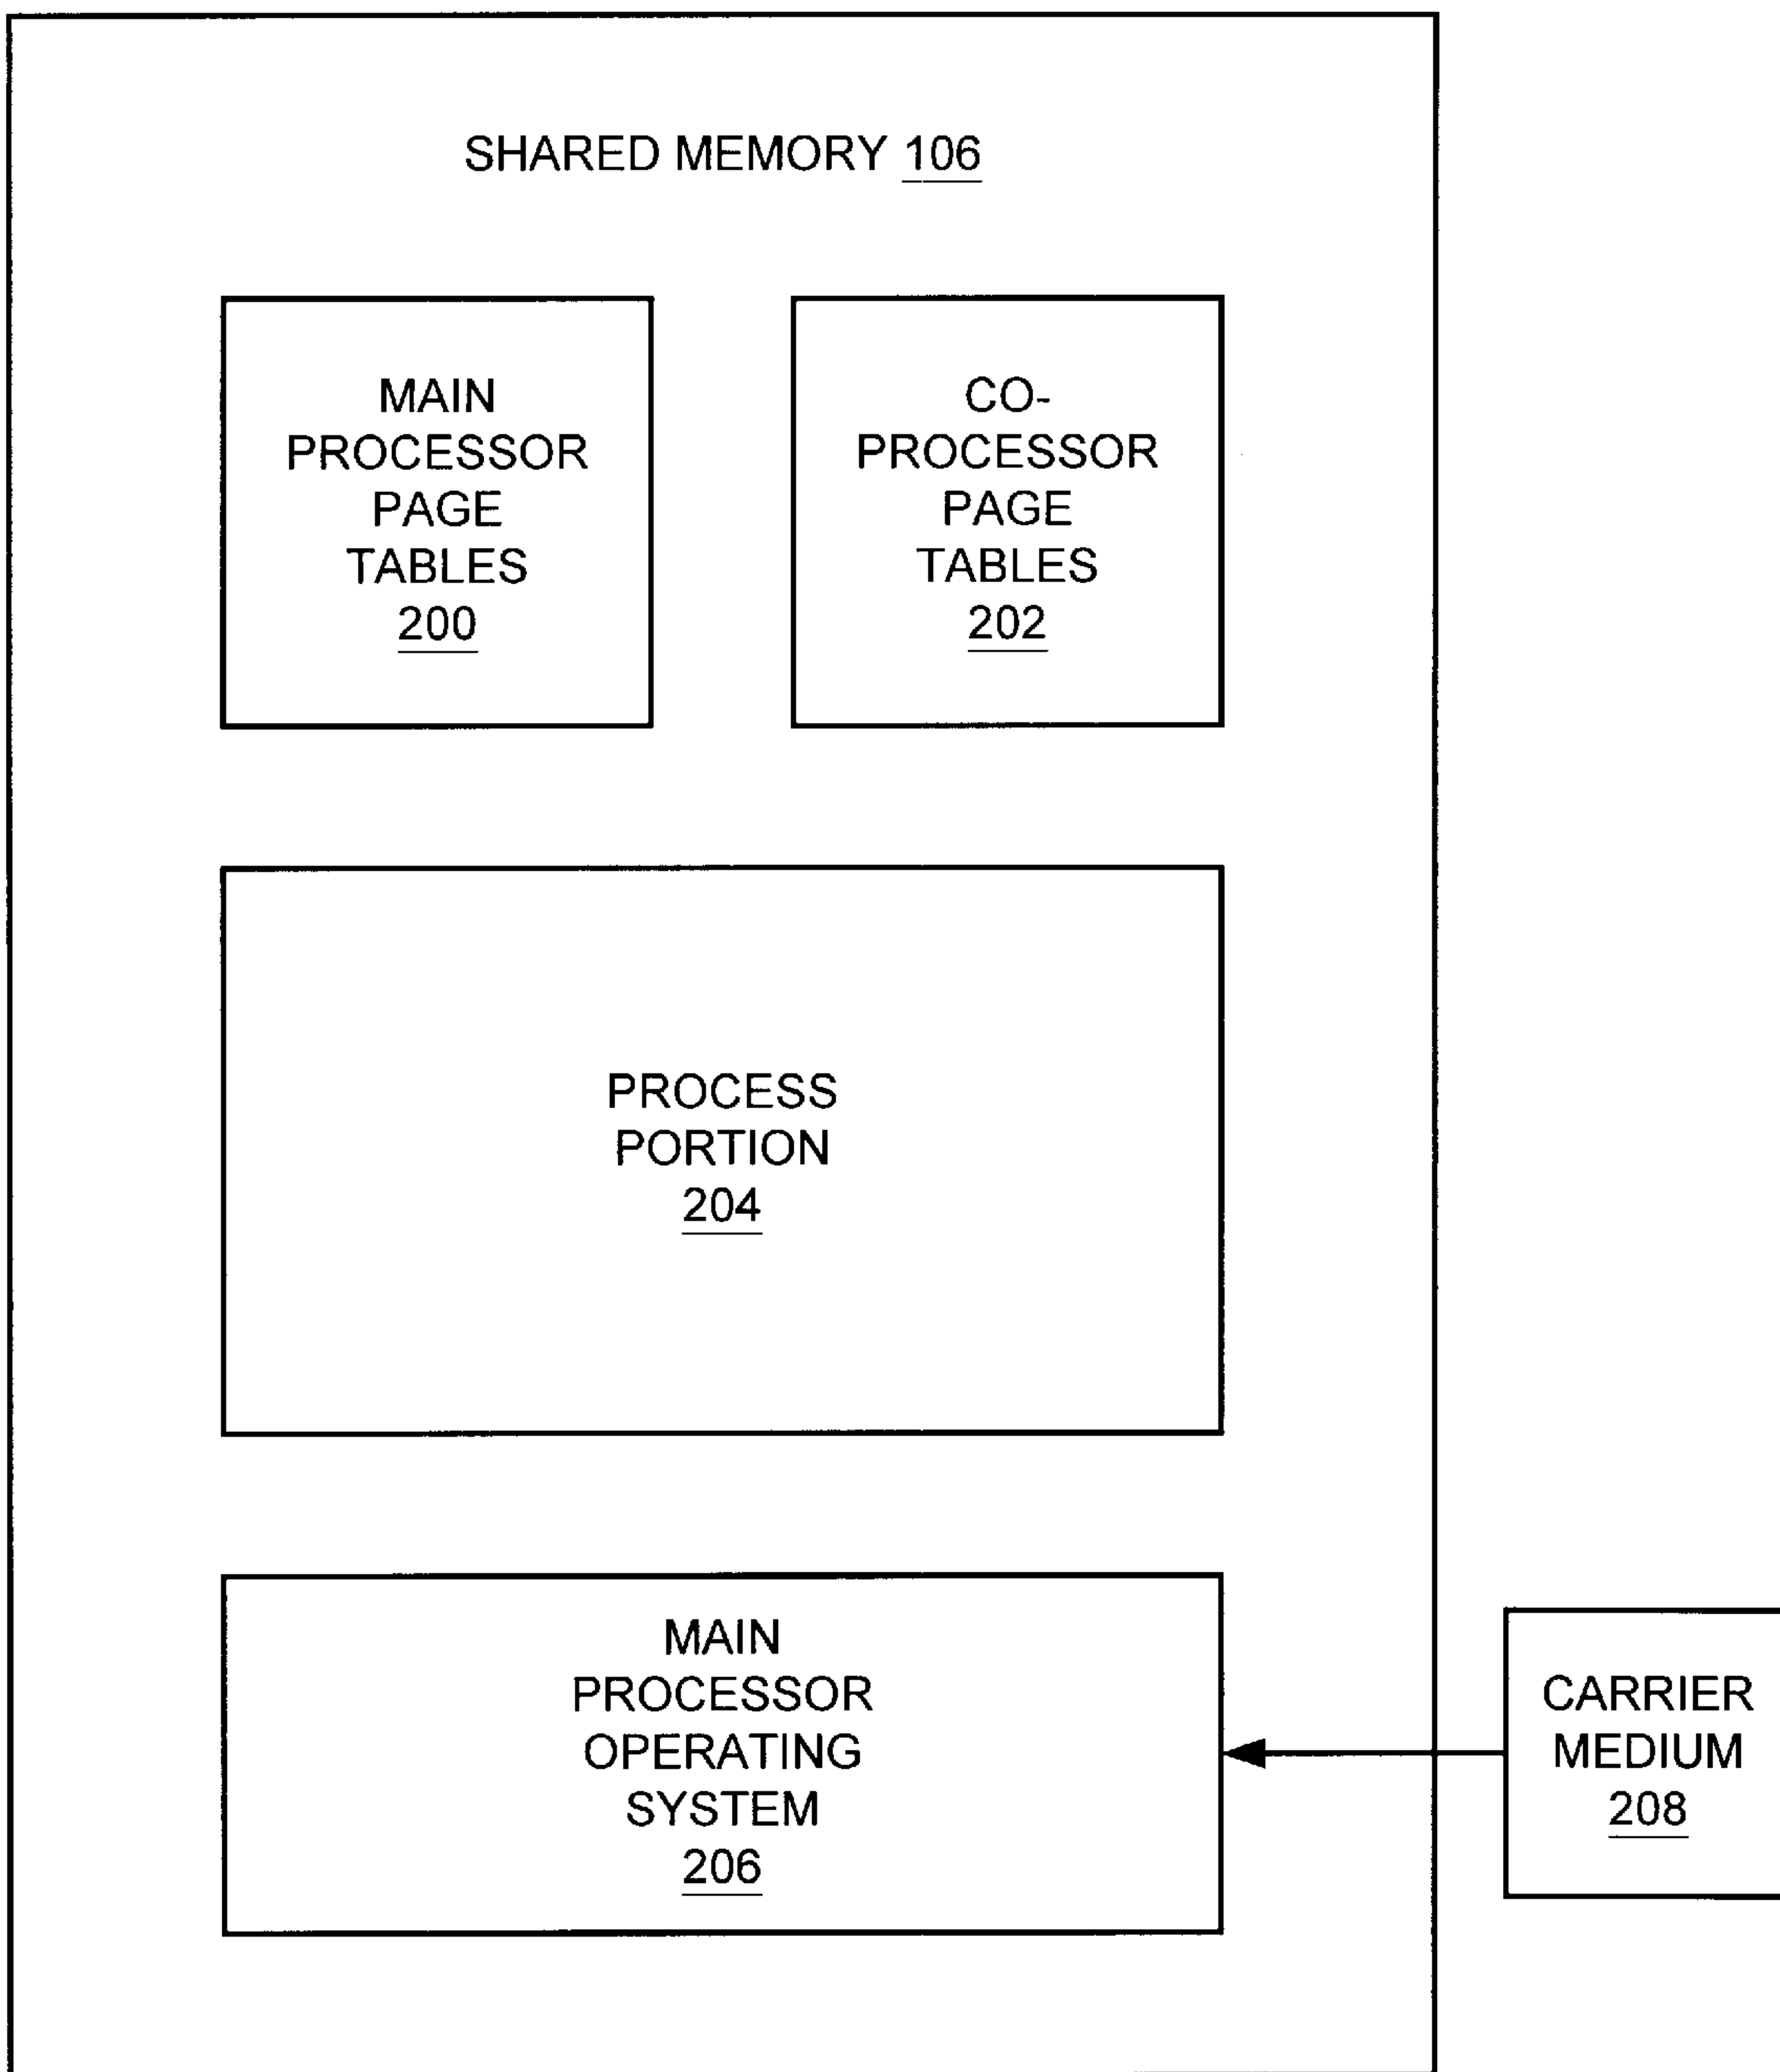 SHARED MEMORY 106
MAIN
PROCESSOR
PAGE
TABLES
200
CO-
PROCESSOR
PAGE
TABLES
202
PROCESS
PORTION
204
MAIN
PROCESSOR
OPERATING
SYSTEM
206
CARRIER
MEDIUM
208